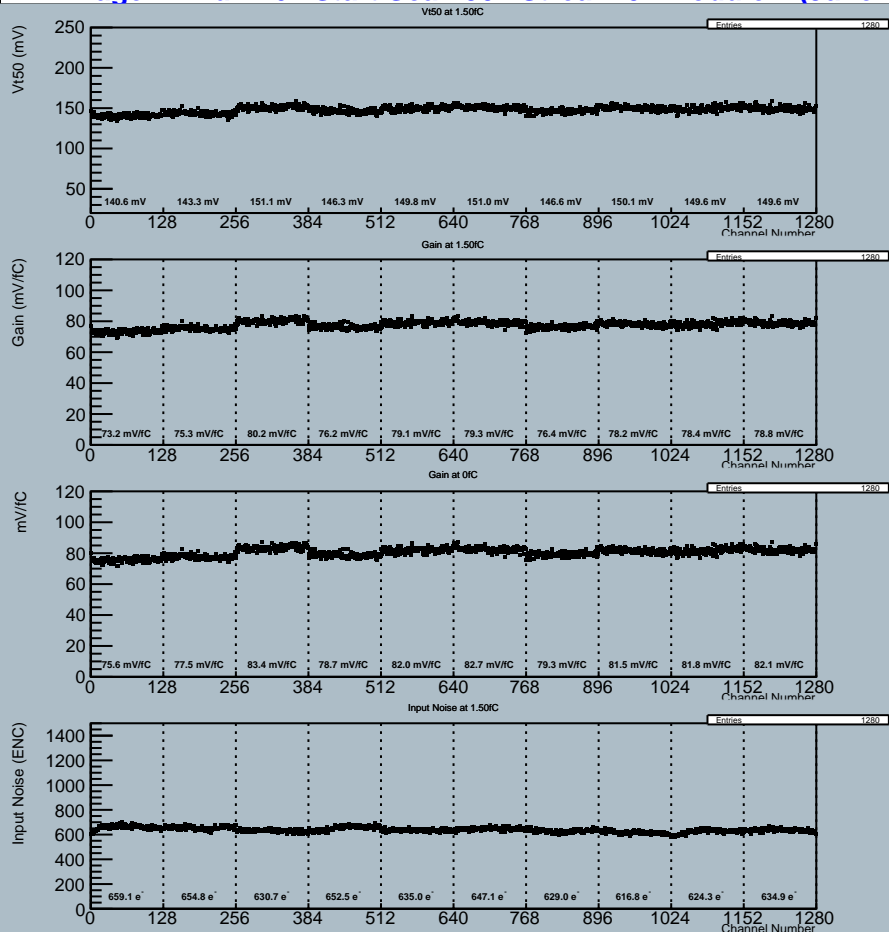 Vt50 at 1.50fC
Entries 1280
Vt50 (mV)
250
200
150
100
50
140.6 mV 143.3 mV 151.1 mV 146.3 mV 149.8 mV 151.0 mV 146.6 mV 150.1 mV 149.6 mV 149.6 mV
0 128 256 384 512 640 768 896 1024 1152 1280
Channel Number
Gain at 1.50fC
Entries 1280
Gain (mV/fC)
120
100
80
60
40
20
0
73.2 mV/fC 75.3 mV/fC 80.2 mV/fC 76.2 mV/fC 79.1 mV/fC 79.3 mV/fC 76.4 mV/fC 78.2 mV/fC 78.4 mV/fC 78.8 mV/fC
0 128 256 384 512 640 768 896 1024 1152 1280
Channel Number
Gain at 0fC
Entries 1280
mV/fC
120
100
80
60
40
20
0
75.6 mV/fC 77.5 mV/fC 83.4 mV/fC 78.7 mV/fC 82.0 mV/fC 82.7 mV/fC 79.3 mV/fC 81.5 mV/fC 81.8 mV/fC 82.1 mV/fC
0 128 256 384 512 640 768 896 1024 1152 1280
Channel Number
Input Noise at 1.50fC
Entries 1280
Input Noise (ENC)
1400
1200
1000
800
600
400
200
0
659.1 e⁻ 654.8 e⁻ 630.7 e⁻ 652.5 e⁻ 635.0 e⁻ 647.1 e⁻ 629.0 e⁻ 616.8 e⁻ 624.3 e⁻ 634.9 e⁻
0 128 256 384 512 640 768 896 1024 1152 1280
Channel Number